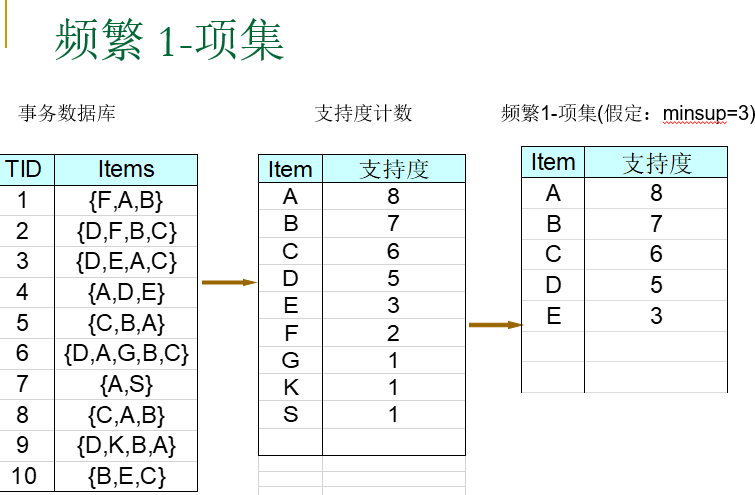 频繁 1-项集
事务数据库
支持度计数
频繁1-项集(假定：minsup=3)
TID Items
1 {F,A,B}
2 {D,F,B,C}
3 {D,E,A,C}
4 {A,D,E}
5 {C,B,A}
6 {D,A,G,B,C}
7 {A,S}
8 {C,A,B}
9 {D,K,B,A}
10 {B,E,C}
Item 支持度
A 8
B 7
C 6
D 5
E 3
F 2
G 1
K 1
S 1
Item 支持度
A 8
B 7
C 6
D 5
E 3